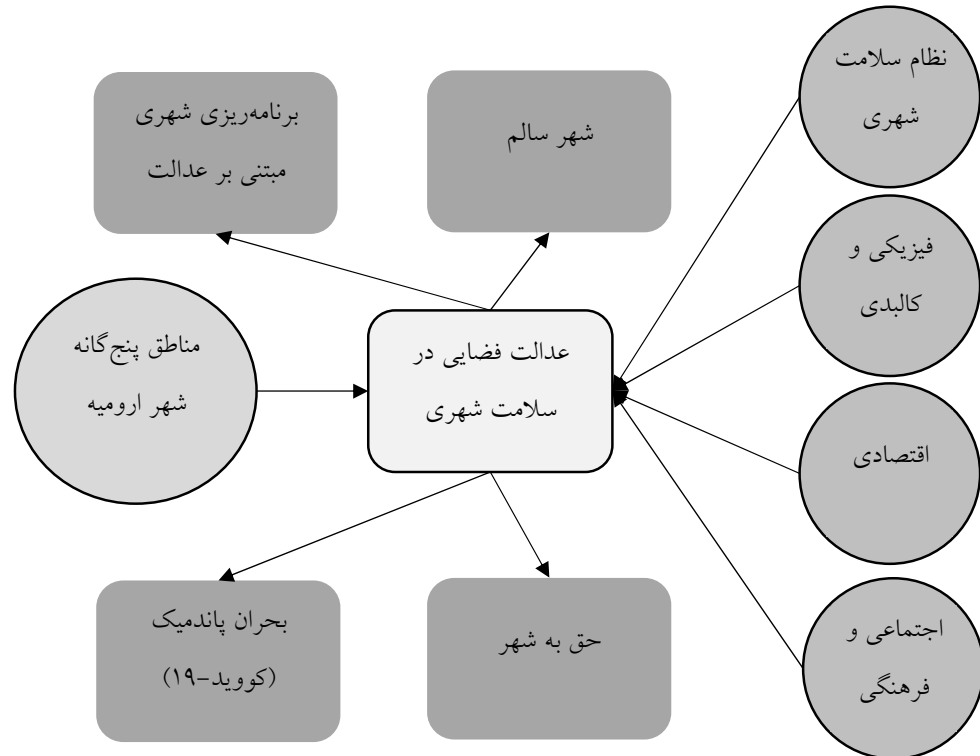 نظام سلامت
شهری
شهر سالم
برنامه‌ریزی شهری
مبتنی بر عدالت
فیزیکی و
کالبدی
عدالت فضایی در
سلامت شهری
مناطق پنج‌گانه
شهر ارومیه
اقتصادی
اجتماعی و
فرهنگی
حق به شهر
بحران پاندمیک
(کووید-۱۹)